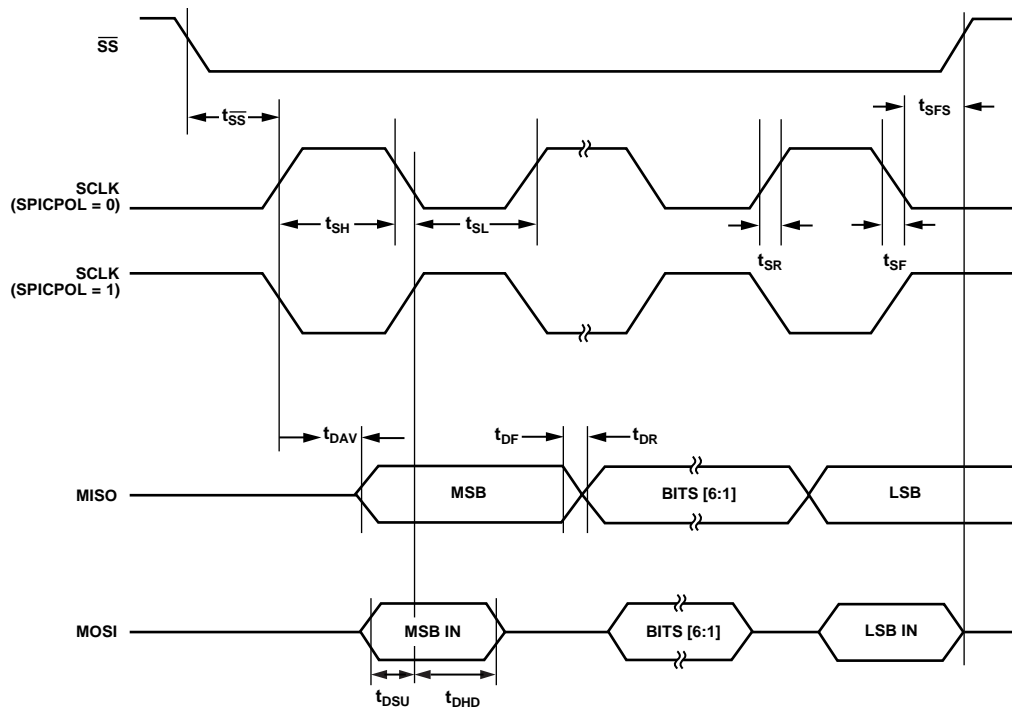 SS
tSS
tSFS
SCLK
(SPICPOL = 0)
tSH
tSL
tSR
tSF
SCLK
(SPICPOL = 1)
tDAV
tDF
tDR
MISO
MSB
BITS [6:1]
LSB
MOSI
MSB IN
BITS [6:1]
LSB IN
tDSU
tDHD